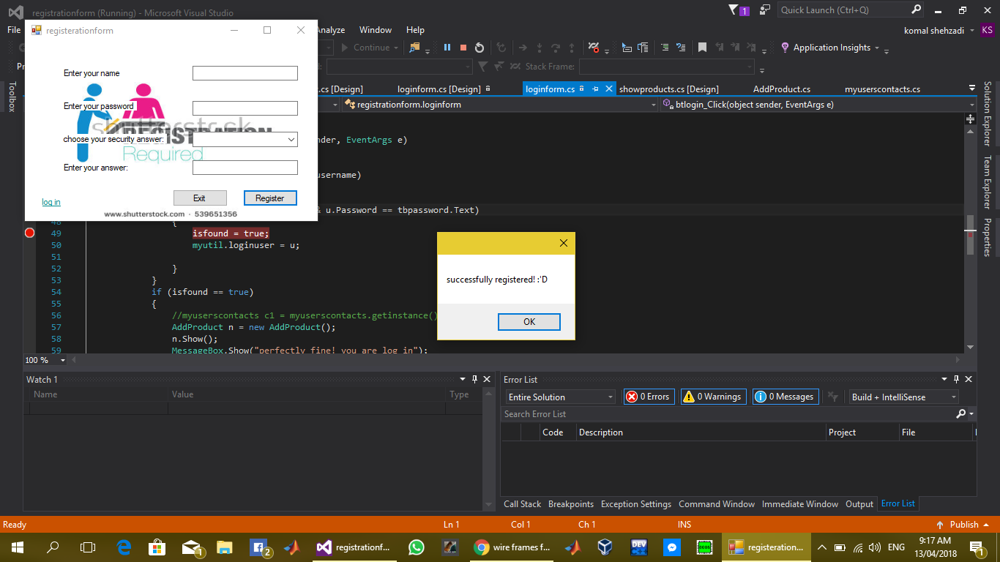 registrationform (Running) - Microsoft Visual Studio
1
Quick Launch (Ctrl+Q)
File
Analyze
Window
Help
komal shehzadi
KS
Continue
Application Insights
Stack Frame:
registerationform
Enter your name
Enter your password
shutterstock
REGISTRATION
choose your security answer:
Required
Enter your answer:
log in
Exit
Register
www.shutterstock.com · 539651356
Toolbox
.cs [Design]
loginform.cs [Design]
loginform.cs
showproducts.cs [Design]
AddProduct.cs
myuserscontacts.cs
registrationform.loginform
btlogin_Click(object sender, EventArgs e)
nder, EventArgs e)
username)
& u.Password == tbpassword.Text)
48 {
49 isfound = true;
50 myutil.loginuser = u;
51
52 }
53 }
54 if (isfound == true)
55 {
56 //myuserscontacts c1 = myuserscontacts.getinstance()
57 AddProduct n = new AddProduct();
58 n.Show();
59 MessageBox.Show("perfectly fine! you are log in");
successfully registered! :'D
OK
Solution Explorer
Team Explorer
Properties
100 %
Watch 1
Name
Value
Type
Error List
Entire Solution
0 Errors
0 Warnings
0 Messages
Build + IntelliSense
Search Error List
Code
Description
Project
File
Call Stack
Breakpoints
Exception Settings
Command Window
Immediate Window
Output
Error List
Ready
Ln 1
Col 1
Ch 1
INS
Publish
1
2
registrationf...
wire frames f...
DEV
registeration...
ENG
9:17 AM
13/04/2018
1